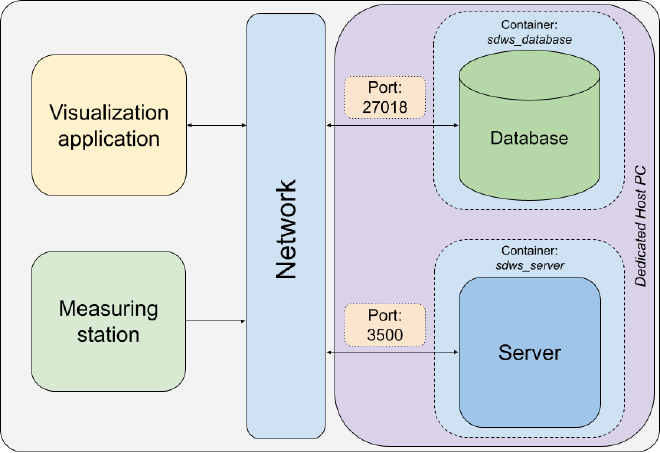 Visualization
application
Measuring
station
Network
Port:
27018
Port:
3500
Container:
sdws_database
Database
Container:
sdws_server
Server
Dedicated Host PC